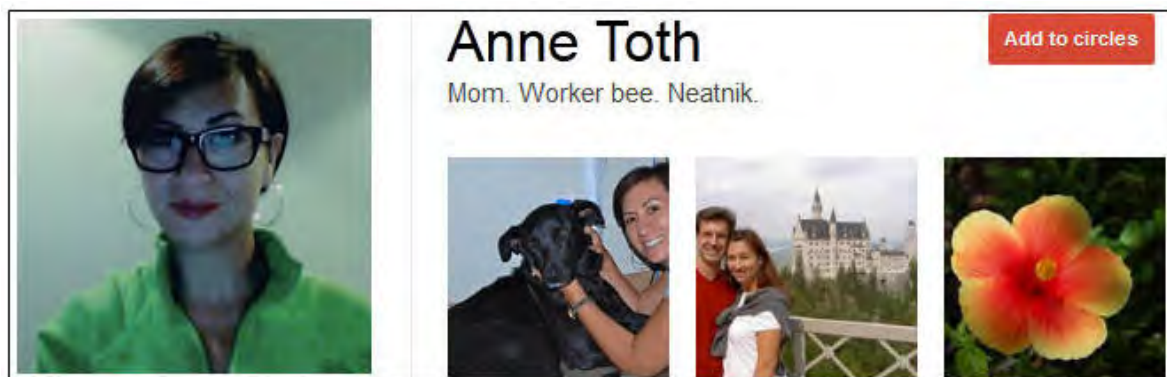 Anne Toth
Add to circles
Mom. Worker bee. Neatnik.